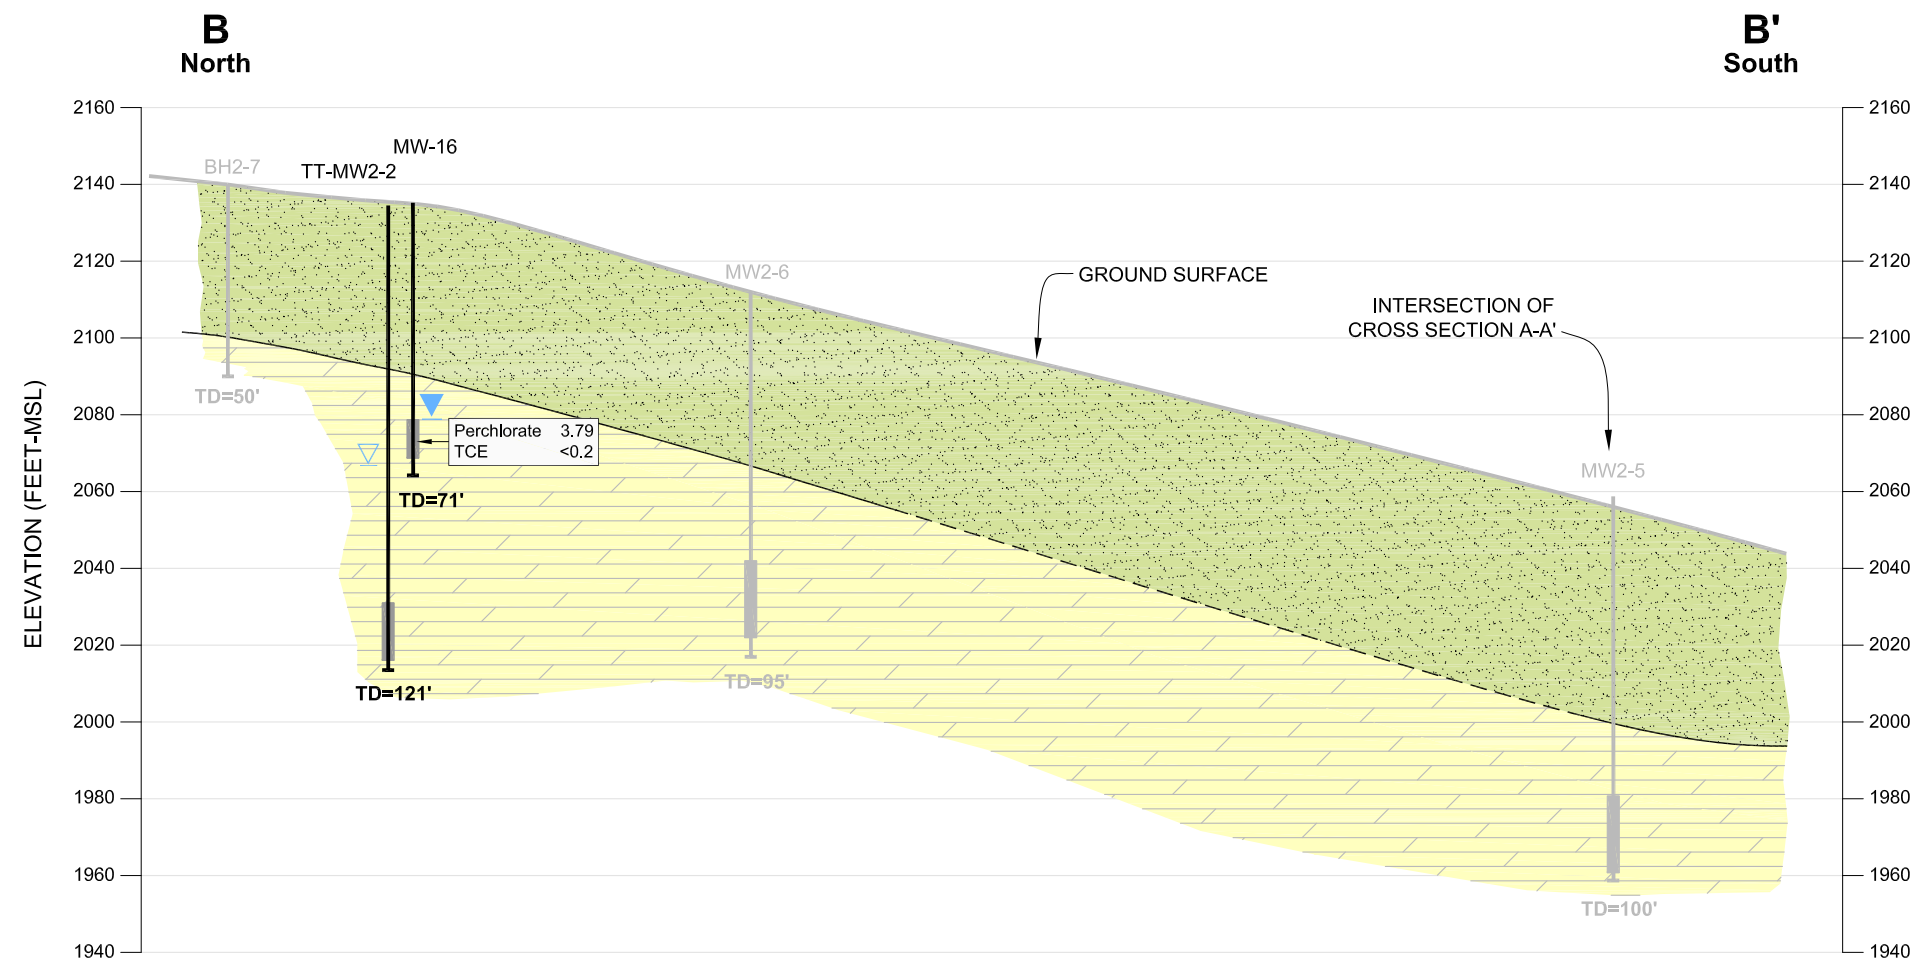 B
North
B'
South
2160
2140
2120
2100
2080
2060
2040
2020
2000
1980
1960
1940
ELEVATION (FEET-MSL)
BH2-7
TT-MW2-2
MW-16
MW2-6
GROUND SURFACE
INTERSECTION OF
CROSS SECTION A-A'
MW2-5
TD=50'
Perchlorate 3.79
TCE <0.2
TD=71'
TD=121'
TD=95'
TD=100'
2160
2140
2120
2100
2080
2060
2040
2020
2000
1980
1960
1940